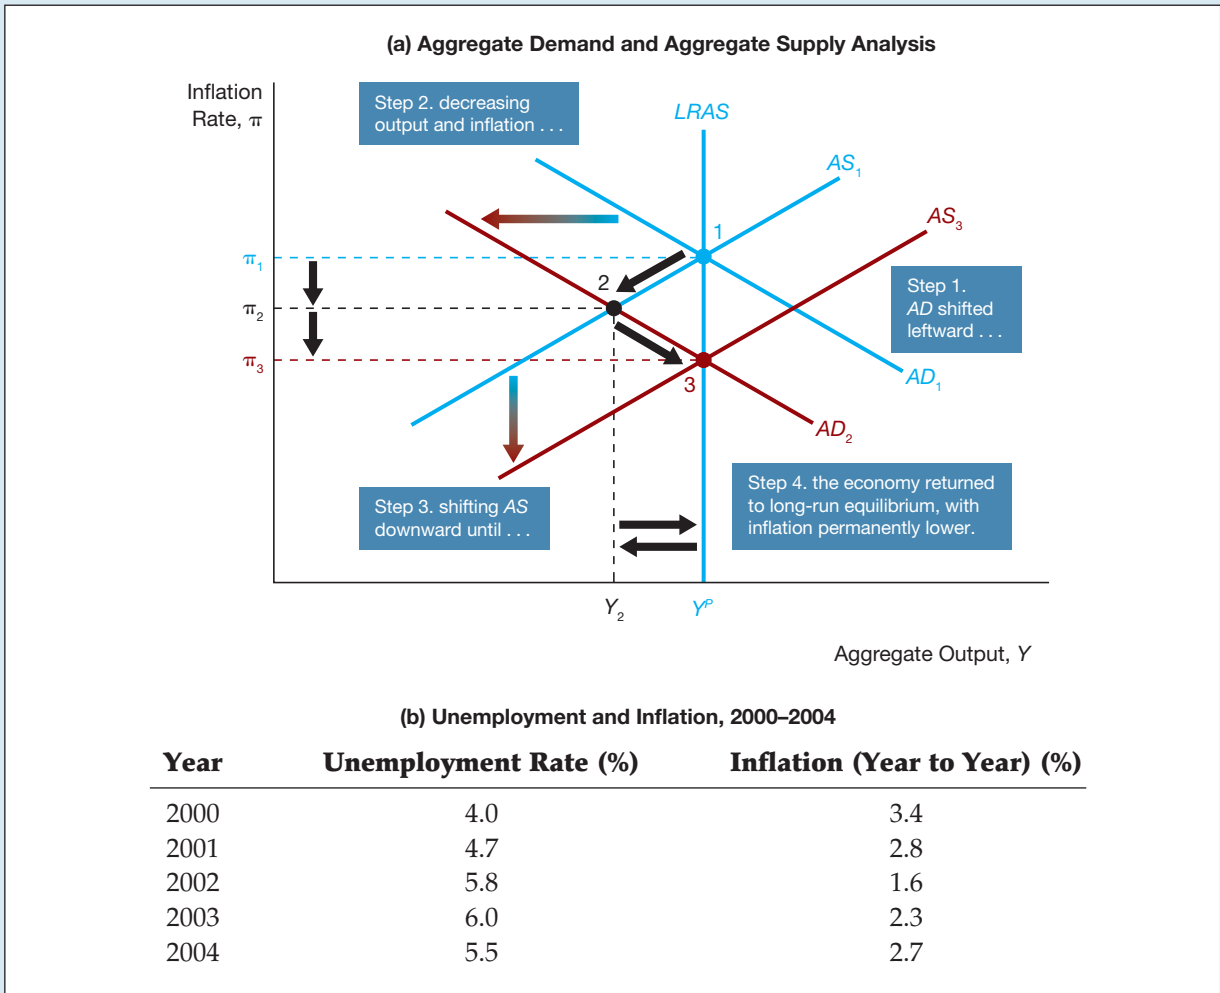 (a) Aggregate Demand and Aggregate Supply Analysis
Inflation
Rate, π
Step 2. decreasing
output and inflation . . .
LRAS
AS1
AS3
1
π1
2
Step 1.
AD shifted
leftward . . .
π2
π3
3
AD1
AD2
Step 3. shifting AS
downward until . . .
Step 4. the economy returned
to long-run equilibrium, with
inflation permanently lower.
Y2
YP
Aggregate Output, Y
(b) Unemployment and Inflation, 2000–2004
Year Unemployment Rate (%) Inflation (Year to Year) (%)
2000 4.0 3.4
2001 4.7 2.8
2002 5.8 1.6
2003 6.0 2.3
2004 5.5 2.7